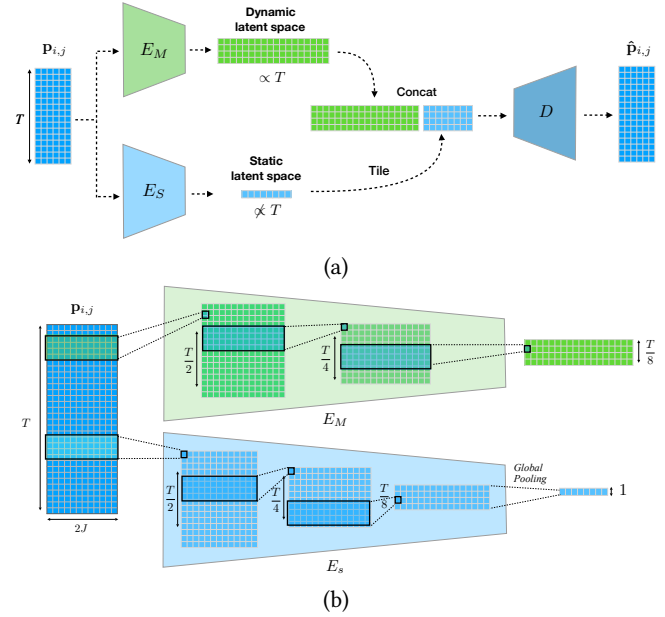 Dynamic
latent space
p_{i,j}
E_M
∝ T
p̂_{i,j}
T
Concat
D
Static
latent space
E_S
∝̸ T
Tile
(a)
p_{i,j}
T
2J
T/2
T/4
T/8
E_M
T/2
T/4
T/8
Global
Pooling
1
E_s
(b)